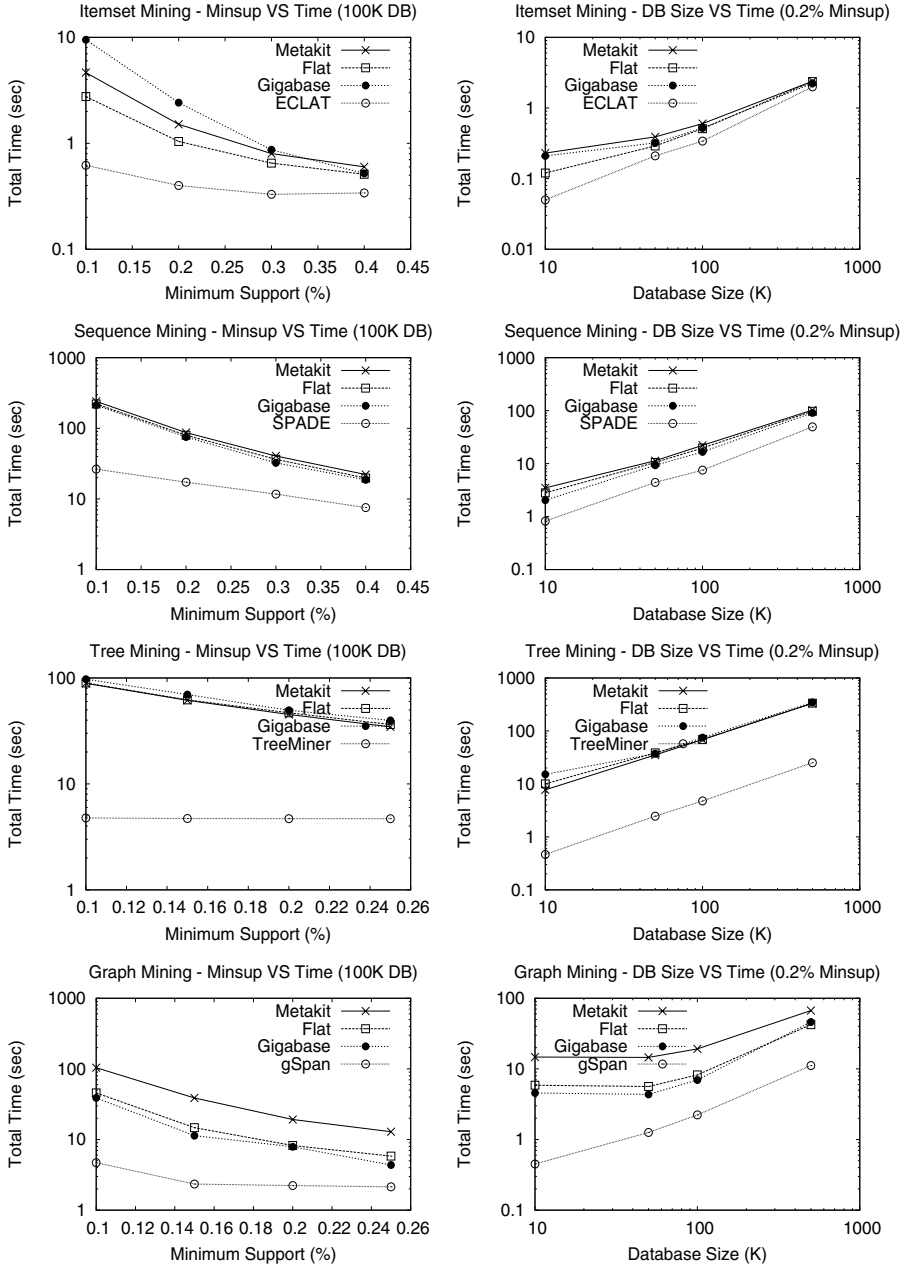 Itemset Mining - Minsup VS Time (100K DB)
Total Time (sec)
10
1
0.1
Metakit
Flat
Gigabase
ECLAT
0.1 0.15 0.2 0.25 0.3 0.35 0.4 0.45
Minimum Support (%)
Itemset Mining - DB Size VS Time (0.2% Minsup)
Total Time (sec)
10
1
0.1
0.01
Metakit
Flat
Gigabase
ECLAT
10 100 1000
Database Size (K)
Sequence Mining - Minsup VS Time (100K DB)
Total Time (sec)
1000
100
10
1
Metakit
Flat
Gigabase
SPADE
0.1 0.15 0.2 0.25 0.3 0.35 0.4 0.45
Minimum Support (%)
Sequence Mining - DB Size VS Time (0.2% Minsup)
Total Time (sec)
1000
100
10
1
0.1
Metakit
Flat
Gigabase
SPADE
10 100 1000
Database Size (K)
Tree Mining - Minsup VS Time (100K DB)
Total Time (sec)
100
10
1
Metakit
Flat
Gigabase
TreeMiner
0.1 0.12 0.14 0.16 0.18 0.2 0.22 0.24 0.26
Minimum Support (%)
Tree Mining - DB Size VS Time (0.2% Minsup)
Total Time (sec)
1000
100
10
1
0.1
Metakit
Flat
Gigabase
TreeMiner
10 100 1000
Database Size (K)
Graph Mining - Minsup VS Time (100K DB)
Total Time (sec)
1000
100
10
1
Metakit
Flat
Gigabase
gSpan
0.1 0.12 0.14 0.16 0.18 0.2 0.22 0.24 0.26
Minimum Support (%)
Graph Mining - DB Size VS Time (0.2% Minsup)
Total Time (sec)
100
10
1
0.1
Metakit
Flat
Gigabase
gSpan
10 100 1000
Database Size (K)